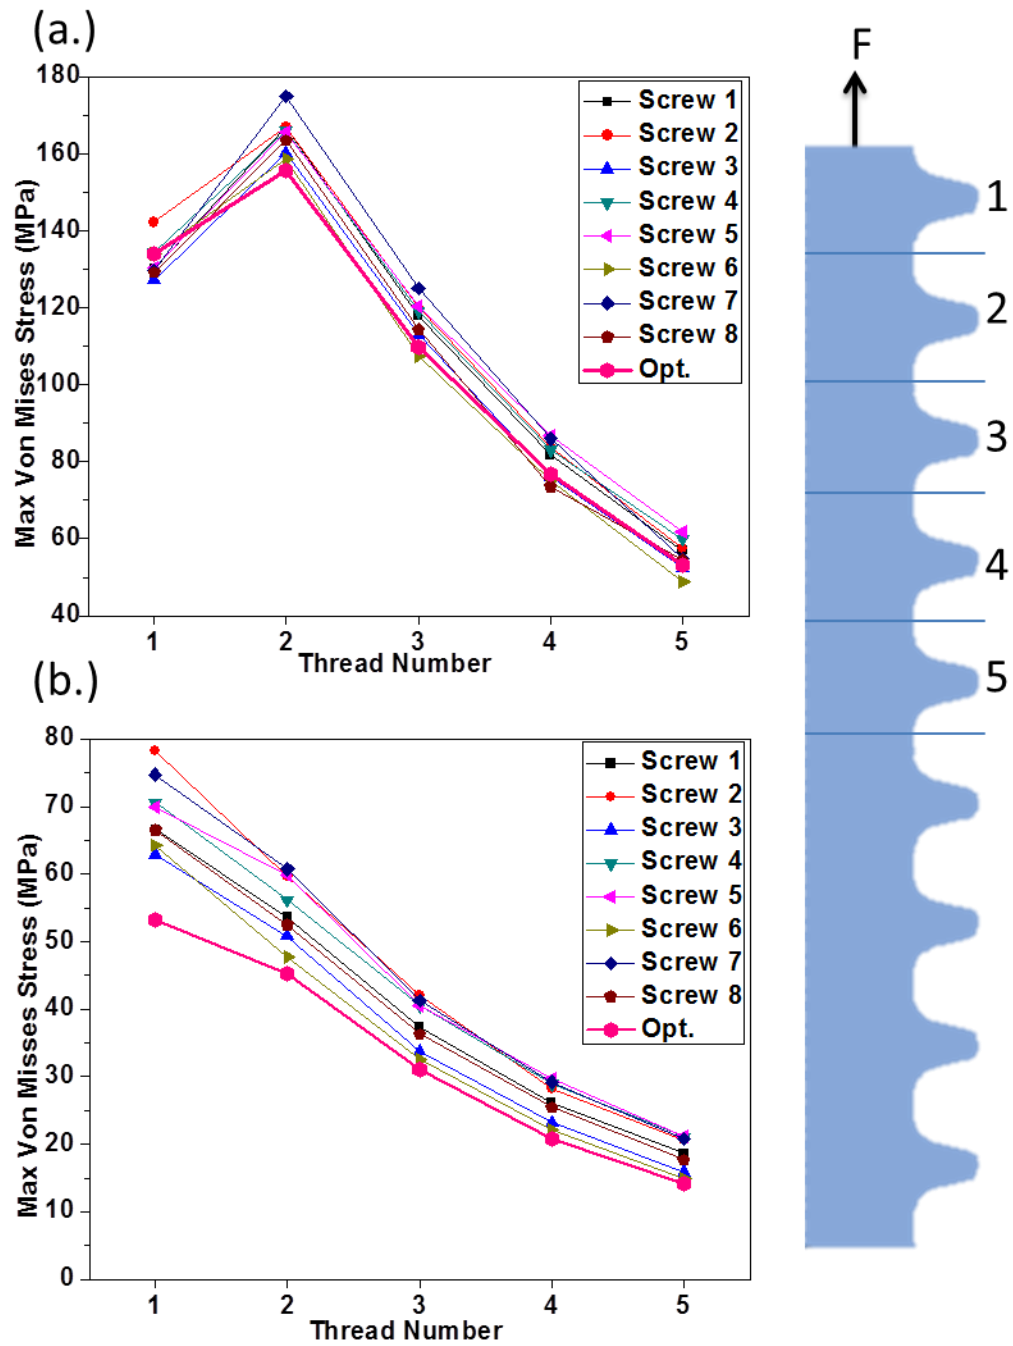 (a.)
Max Von Mises Stress (MPa)
180
160
140
120
100
80
60
40
1 2 3 4 5
Thread Number
Screw 1
Screw 2
Screw 3
Screw 4
Screw 5
Screw 6
Screw 7
Screw 8
Opt.
(b.)
Max Von Misses Stress (MPa)
80
70
60
50
40
30
20
10
0
1 2 3 4 5
Thread Number
Screw 1
Screw 2
Screw 3
Screw 4
Screw 5
Screw 6
Screw 7
Screw 8
Opt.
F
1
2
3
4
5